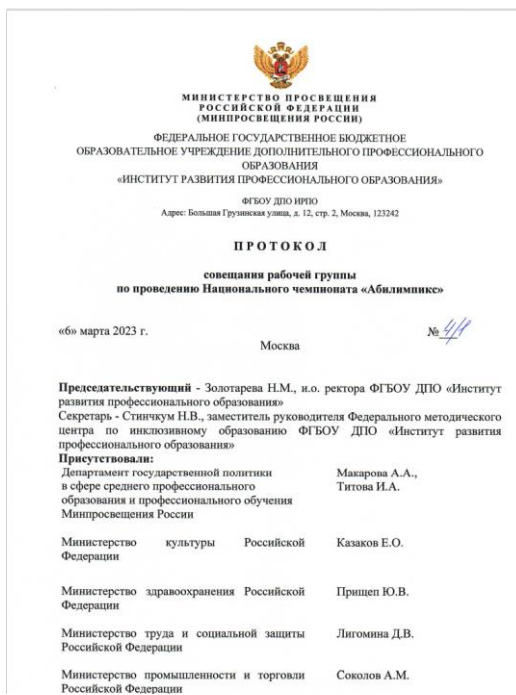 МИНИСТЕРСТВО ПРОСВЕЩЕНИЯ
РОССИЙСКОЙ ФЕДЕРАЦИИ
(МИНПРОСВЕЩЕНИЯ РОССИИ)
ФЕДЕРАЛЬНОЕ ГОСУДАРСТВЕННОЕ БЮДЖЕТНОЕ
ОБРАЗОВАТЕЛЬНОЕ УЧРЕЖДЕНИЕ ДОПОЛНИТЕЛЬНОГО ПРОФЕССИОНАЛЬНОГО
ОБРАЗОВАНИЯ
«ИНСТИТУТ РАЗВИТИЯ ПРОФЕССИОНАЛЬНОГО ОБРАЗОВАНИЯ»
ФГБОУ ДПО ИРПО
Адрес: Большая Грузинская улица, д. 12, стр. 2, Москва, 123242
ПРОТОКОЛ
совещания рабочей группы
по проведению Национального чемпионата «Абилимпикс»
«6» марта 2023 г. № 4/1
Москва
Председательствующий - Золотарева Н.М., и.о. ректора ФГБОУ ДПО «Институт
развития профессионального образования»
Секретарь - Стинчкум Н.В., заместитель руководителя Федерального методического
центра по инклюзивному образованию ФГБОУ ДПО «Институт развития
профессионального образования»
Присутствовали:
Департамент государственной политики Макарова А.А.,
в сфере среднего профессионального Титова И.А.
образования и профессионального обучения
Минпросвещения России
Министерство культуры Российской Казаков Е.О.
Федерации
Министерство здравоохранения Российской Прищеп Ю.В.
Федерации
Министерство труда и социальной защиты Лигомина Д.В.
Российской Федерации
Министерство промышленности и торговли Соколов А.М.
Российской Федерации